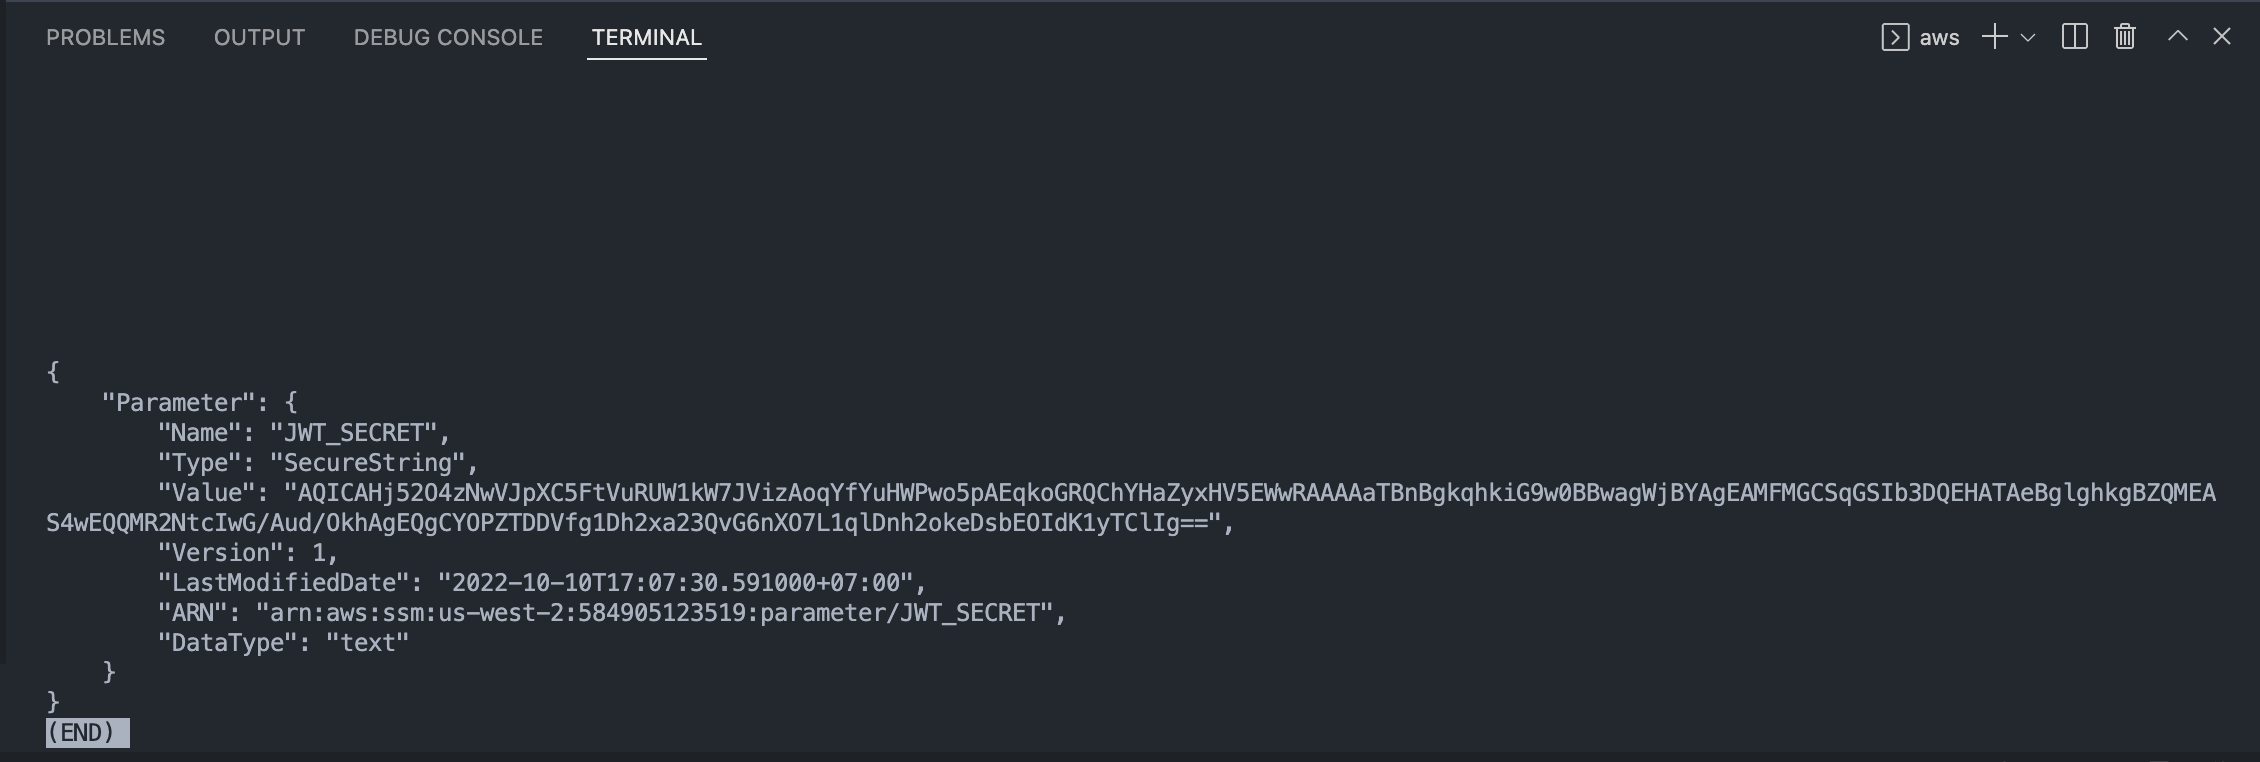 PROBLEMS OUTPUT DEBUG CONSOLE TERMINAL aws
{
"Parameter": {
"Name": "JWT_SECRET",
"Type": "SecureString",
"Value": "AQICAHj52O4zNwVJpXC5FtVuRUW1kW7JVizAoqYfYuHWPwo5pAEqkoGRQChYHaZyxHV5EWwRAAAAaTBnBgkqhkiG9w0BBwagWjBYAgEAMFMGCSqGSIb3DQEHATAeBglghkgBZQMEA
S4wEQQMR2NtcIwG/Aud/OkhAgEQgCYOPZTDDVfg1Dh2xa23QvG6nXO7L1qlDnh2okeDsbEOIdK1yTClIg==",
"Version": 1,
"LastModifiedDate": "2022-10-10T17:07:30.591000+07:00",
"ARN": "arn:aws:ssm:us-west-2:584905123519:parameter/JWT_SECRET",
"DataType": "text"
}
}
(END)